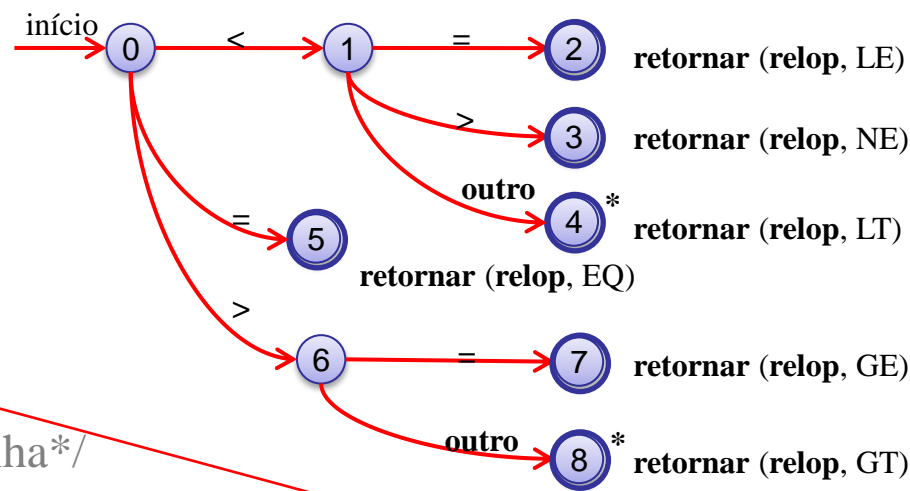 início 0 < 1 = 2 retornar (relop, LE)
> 3 retornar (relop, NE)
outro 4 * retornar (relop, LT)
= 5
retornar (relop, EQ)
> 6 = 7 retornar (relop, GE)
outro 8 * retornar (relop, GT)
ha*/